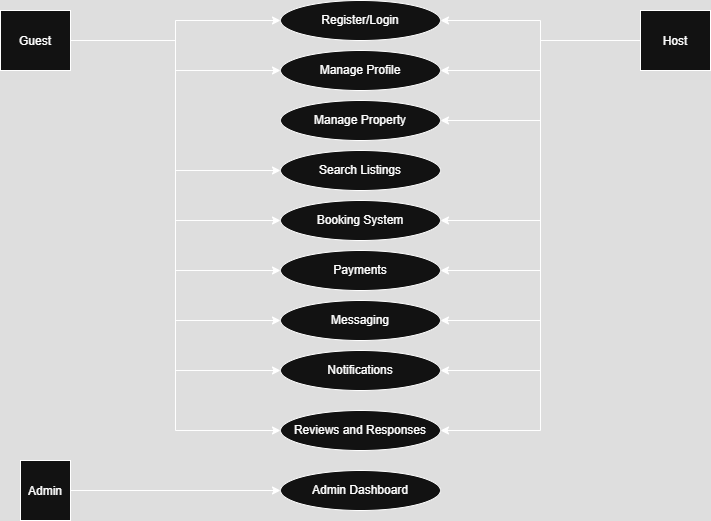 Register/Login
Guest
Host
Manage Profile
Manage Property
Search Listings
Booking System
Payments
Messaging
Notifications
Reviews and Responses
Admin
Admin Dashboard